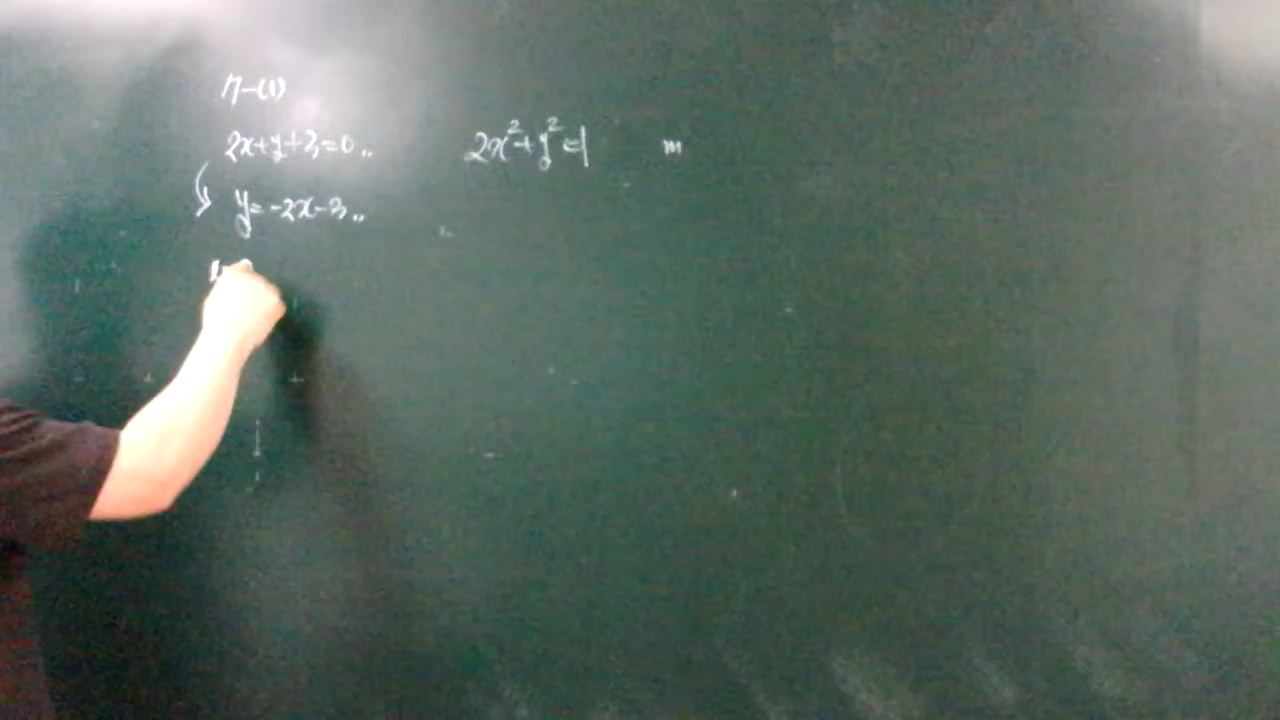 7-(1)
2x+y+3=0..
y=-2x-3..
2x²+y²=1
m